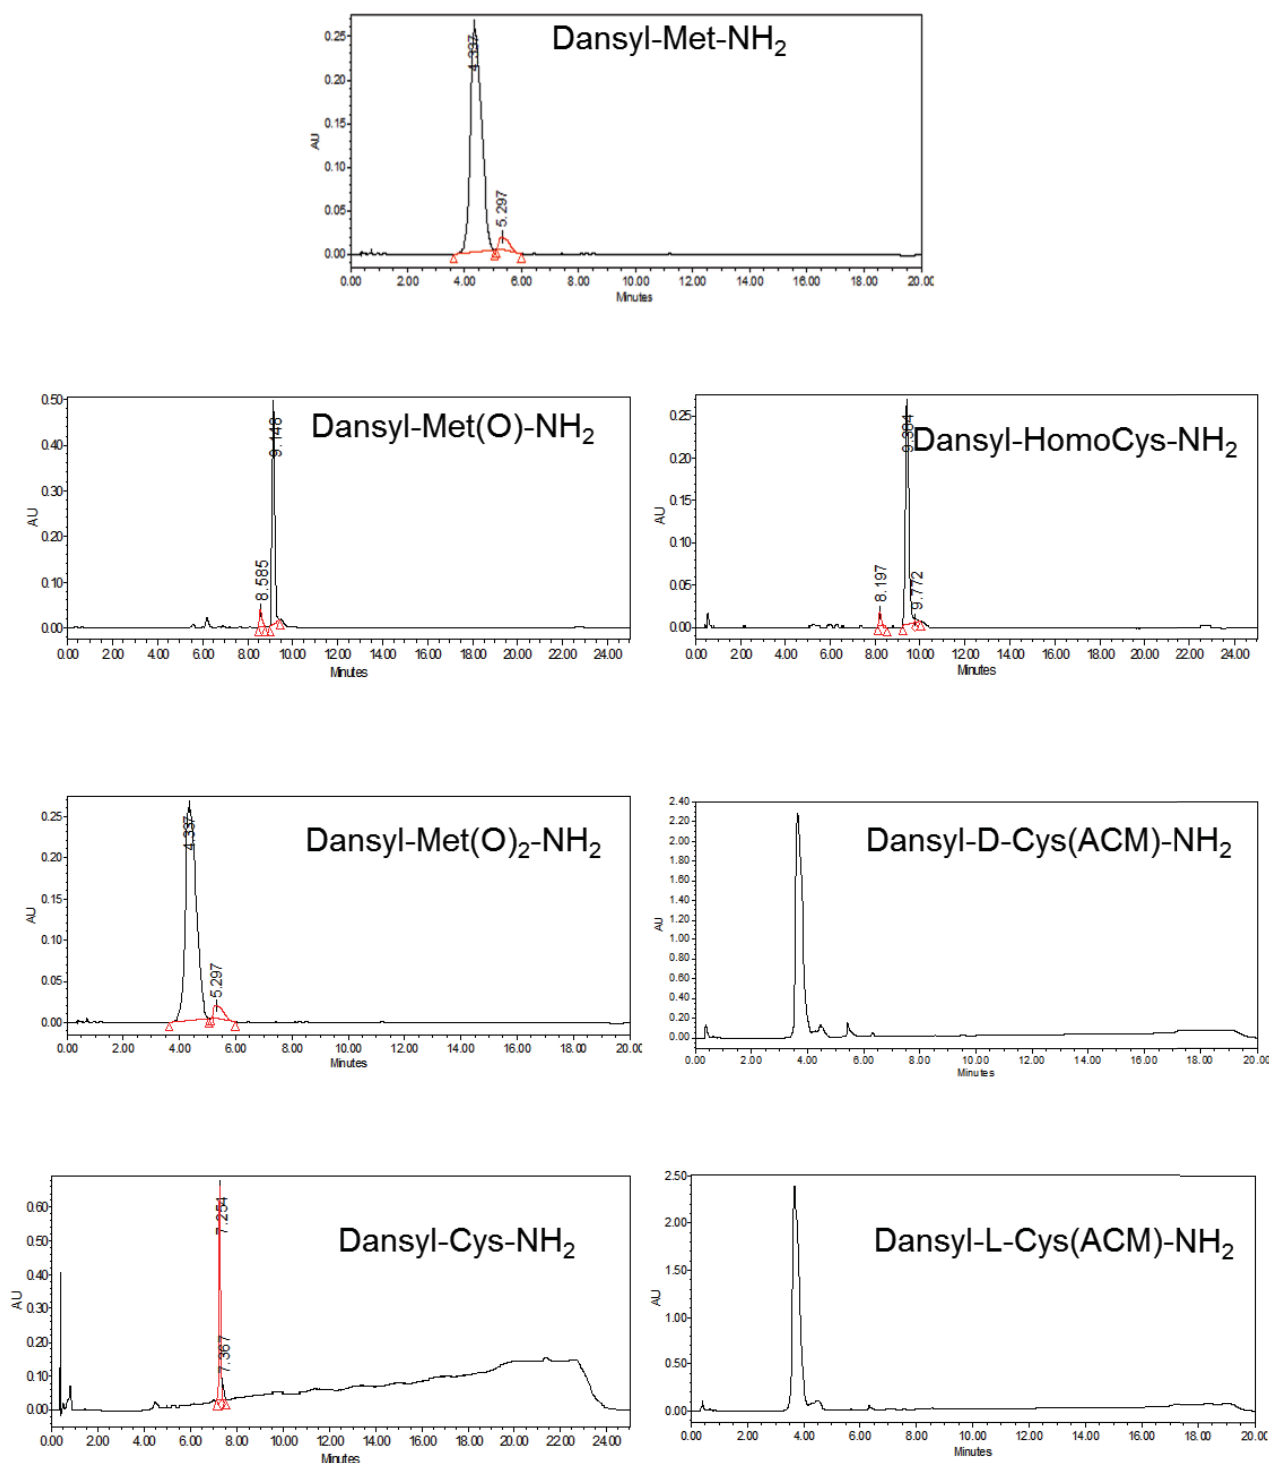 Dansyl-Met-NH2
AU
0.25
0.20
0.15
0.10
0.05
0.00
4.337
5.297
0.00 2.00 4.00 6.00 8.00 10.00 12.00 14.00 16.00 18.00 20.00
Minutes
Dansyl-Met(O)-NH2
AU
0.50
0.40
0.30
0.20
0.10
0.00
8.585
9.148
0.00 2.00 4.00 6.00 8.00 10.00 12.00 14.00 16.00 18.00 20.00 22.00 24.00
Minutes
Dansyl-HomoCys-NH2
AU
0.25
0.20
0.15
0.10
0.05
0.00
8.197
9.772
0.00 2.00 4.00 6.00 8.00 10.00 12.00 14.00 16.00 18.00 20.00 22.00 24.00
Minutes
Dansyl-Met(O)2-NH2
AU
0.25
0.20
0.15
0.10
0.05
0.00
4.337
5.297
0.00 2.00 4.00 6.00 8.00 10.00 12.00 14.00 16.00 18.00 20.00
Minutes
Dansyl-D-Cys(ACM)-NH2
AU
2.40
2.20
2.00
1.80
1.60
1.40
1.20
1.00
0.80
0.60
0.40
0.20
0.00
0.00 2.00 4.00 6.00 8.00 10.00 12.00 14.00 16.00 18.00 20.00
Minutes
Dansyl-Cys-NH2
AU
0.60
0.50
0.40
0.30
0.20
0.10
0.00
7.254
7.367
0.00 2.00 4.00 6.00 8.00 10.00 12.00 14.00 16.00 18.00 20.00 22.00 24.00
Minutes
Dansyl-L-Cys(ACM)-NH2
AU
2.50
2.00
1.50
1.00
0.50
0.00
0.00 2.00 4.00 6.00 8.00 10.00 12.00 14.00 16.00 18.00 20.00
Minutes